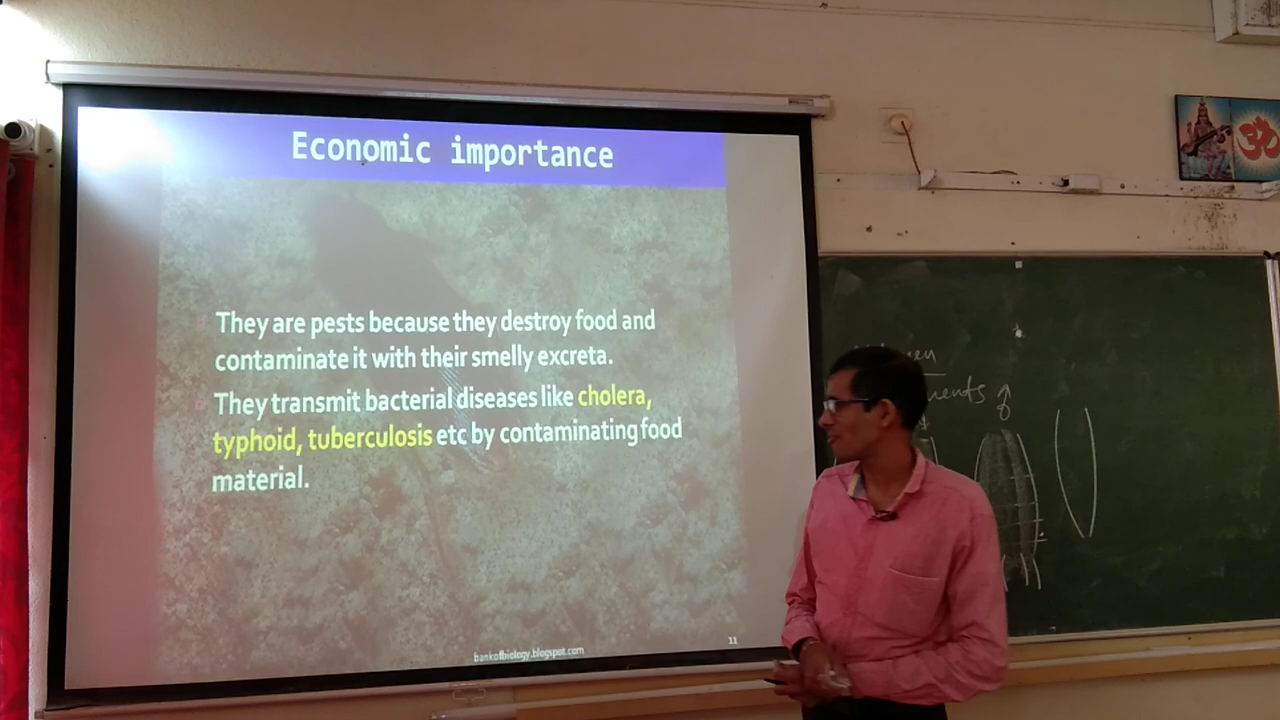 Economic importance
They are pests because they destroy food and
contaminate it with their smelly excreta.
They transmit bacterial diseases like cholera,
typhoid, tuberculosis etc by contaminating food
material.
bankofbiology.blogspot.com
11
ॐ